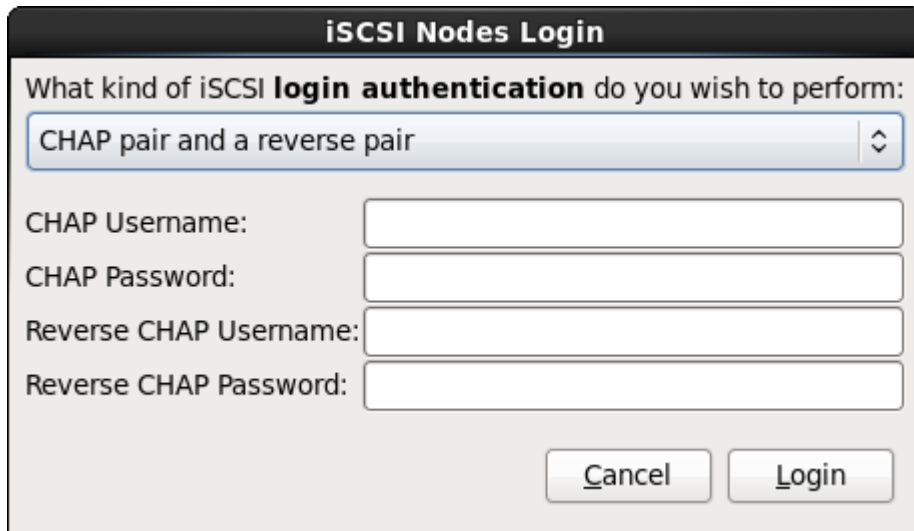 iSCSI Nodes Login
What kind of iSCSI login authentication do you wish to perform:
CHAP pair and a reverse pair
CHAP Username:
CHAP Password:
Reverse CHAP Username:
Reverse CHAP Password:
Cancel Login